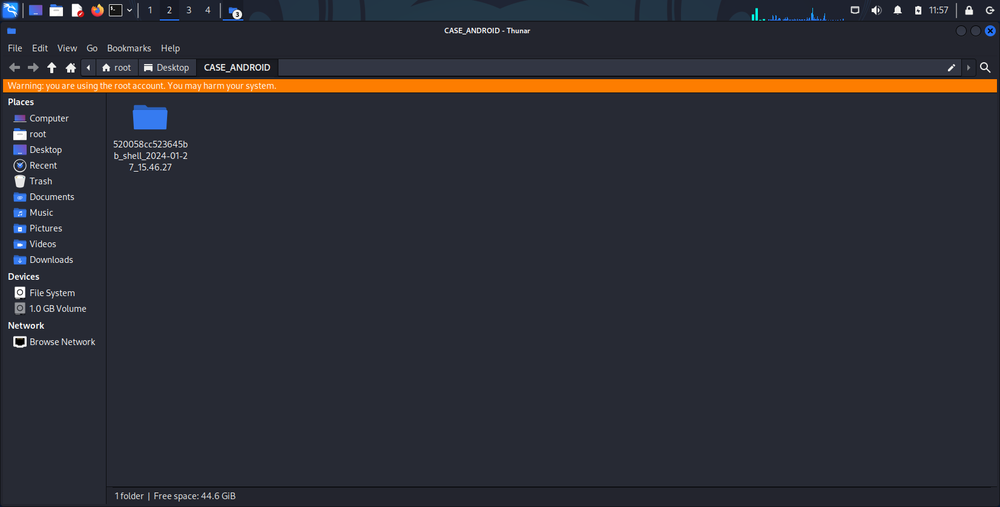 1 2 3 4 3 11:57
CASE_ANDROID - Thunar
File Edit View Go Bookmarks Help
root Desktop CASE_ANDROID
Warning: you are using the root account. You may harm your system.
Places
Computer
root
Desktop
Recent
Trash
Documents
Music
Pictures
Videos
Downloads
Devices
File System
1.0 GB Volume
Network
Browse Network
520058cc523645b
b_shell_2024-01-2
7_15.46.27
1 folder | Free space: 44.6 GiB